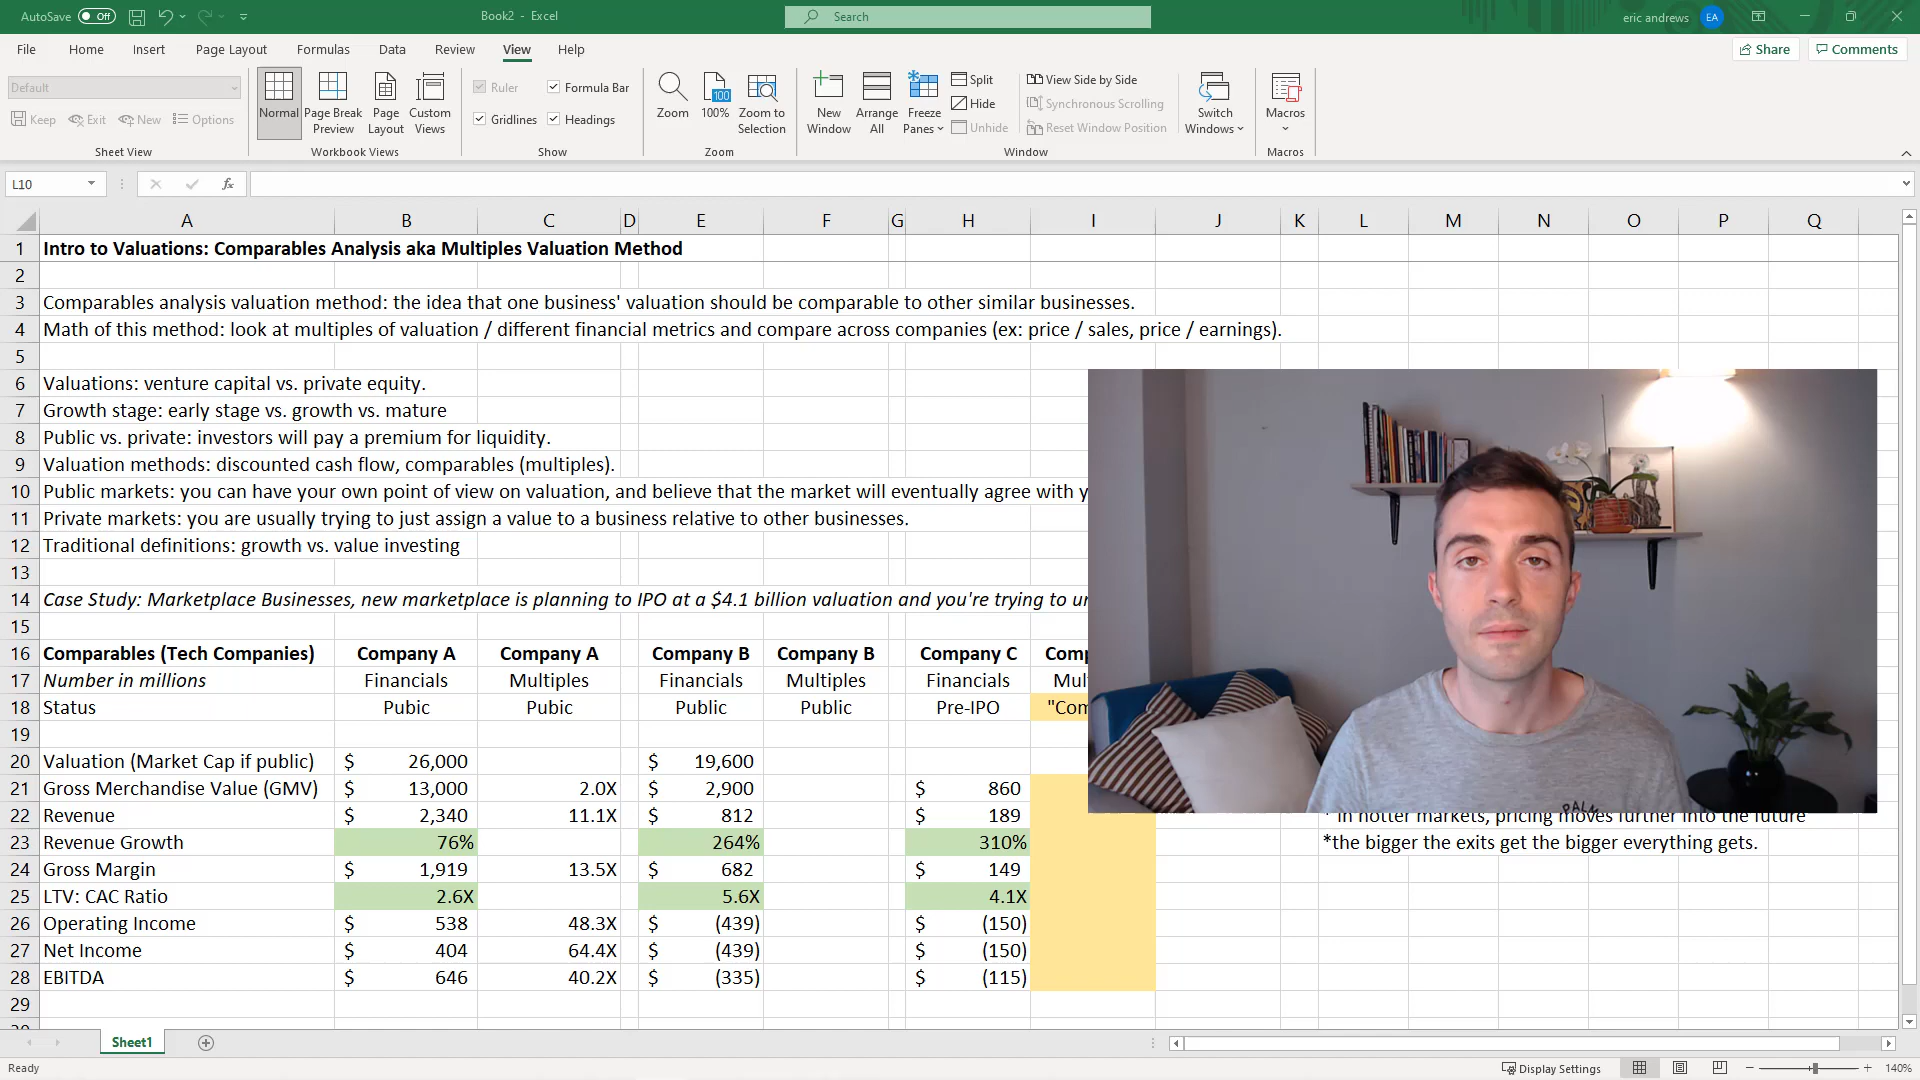 AutoSave Off Book2 - Excel Search eric andrews EA
File Home Insert Page Layout Formulas Data Review View Help Share Comments
Default
Keep Exit New Options
Sheet View
Normal Page Break Preview Page Layout Custom Views
Workbook Views
Ruler Formula Bar
Gridlines Headings
Show
Zoom 100 100% Zoom to Selection
Zoom
New Window Arrange All Freeze Panes
Split
Hide
Unhide
View Side by Side
Synchronous Scrolling
Reset Window Position
Switch Windows
Window
Macros
Macros
L10 fx
A B C D E F G H I J K L M N O P Q
1 Intro to Valuations: Comparables Analysis aka Multiples Valuation Method
2
3 Comparables analysis valuation method: the idea that one business' valuation should be comparable to other similar businesses.
4 Math of this method: look at multiples of valuation / different financial metrics and compare across companies (ex: price / sales, price / earnings).
5
6 Valuations: venture capital vs. private equity.
7 Growth stage: early stage vs. growth vs. mature
8 Public vs. private: investors will pay a premium for liquidity.
9 Valuation methods: discounted cash flow, comparables (multiples).
10 Public markets: you can have your own point of view on valuation, and believe that the market will eventually agree with y
11 Private markets: you are usually trying to just assign a value to a business relative to other businesses.
12 Traditional definitions: growth vs. value investing
13
14 Case Study: Marketplace Businesses, new marketplace is planning to IPO at a $4.1 billion valuation and you're trying to
15
16 Comparables (Tech Companies) Company A Company A Company B Company B Company C
17 Number in millions Financials Multiples Financials Multiples Financials
18 Status Pubic Pubic Public Public Pre-IPO
19
20 Valuation (Market Cap if public) $ 26,000 $ 19,600
21 Gross Merchandise Value (GMV) $ 13,000 2.0X $ 2,900 $ 860
22 Revenue $ 2,340 11.1X $ 812 $ 189 * in hotter markets, pricing moves further into the future
23 Revenue Growth 76% 264% 310% *the bigger the exits get the bigger everything gets.
24 Gross Margin $ 1,919 13.5X $ 682 $ 149
25 LTV: CAC Ratio 2.6X 5.6X 4.1X
26 Operating Income $ 538 48.3X $ (439) $ (150)
27 Net Income $ 404 64.4X $ (439) $ (150)
28 EBITDA $ 646 40.2X $ (335) $ (115)
29
Sheet1
Ready Display Settings 140%